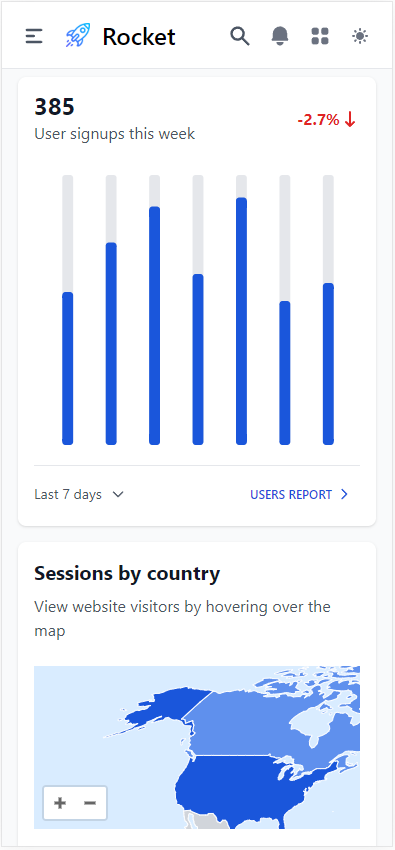 Rocket
385
User signups this week
-2.7%
Last 7 days
USERS REPORT
Sessions by country
View website visitors by hovering over the
map